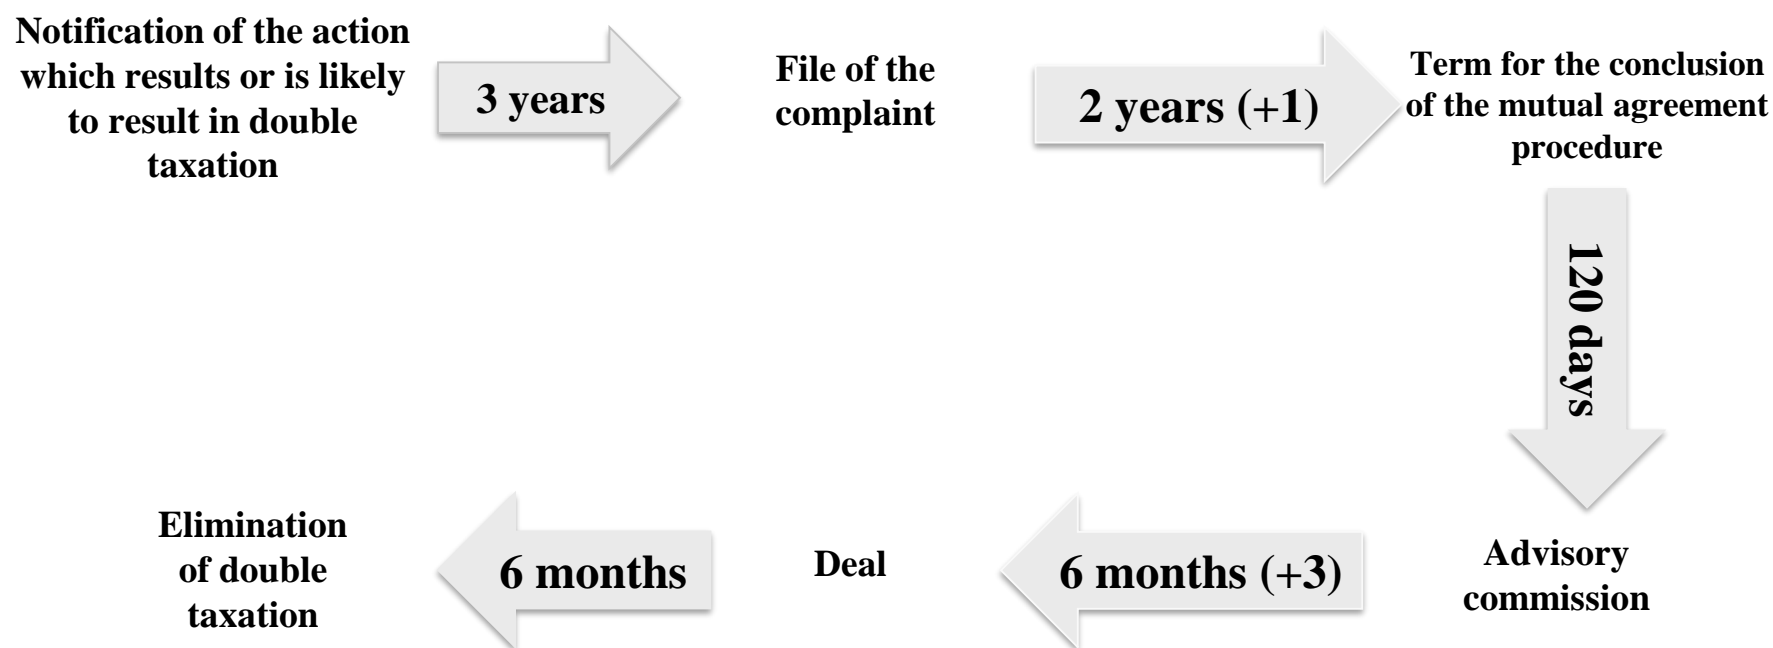 Notification of the action
which results or is likely
to result in double
taxation
3 years
File of the
complaint
2 years (+1)
Term for the conclusion
of the mutual agreement
procedure
120 days
Advisory
commission
6 months (+3)
Deal
6 months
Elimination
of double
taxation